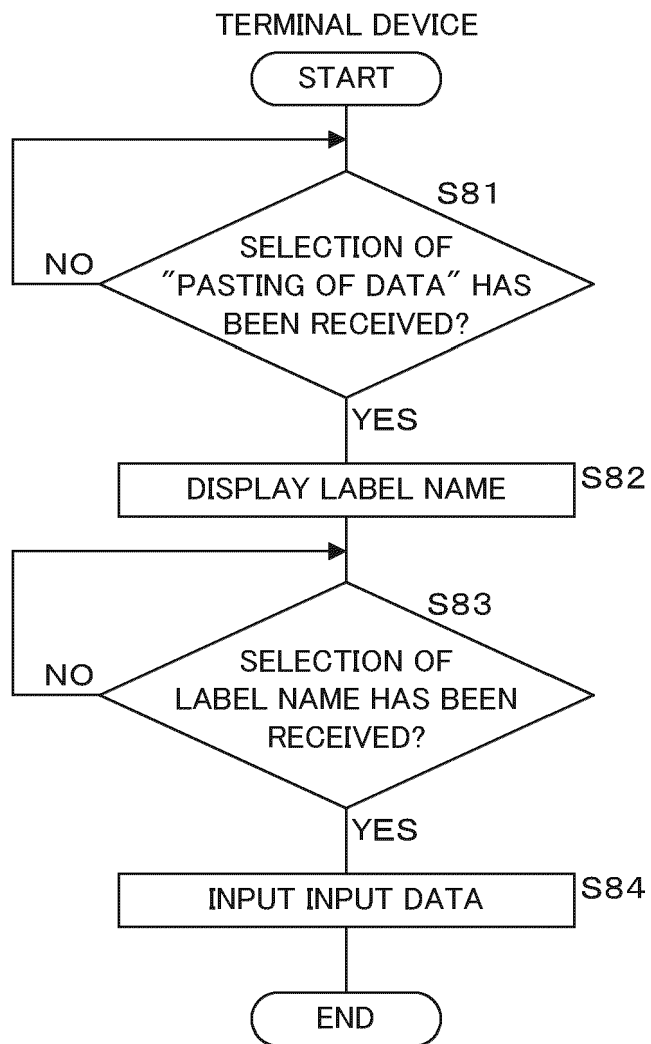 TERMINAL DEVICE
START
S81
SELECTION OF
"PASTING OF DATA" HAS
BEEN RECEIVED?
NO
YES
DISPLAY LABEL NAME
S82
S83
SELECTION OF
LABEL NAME HAS BEEN
RECEIVED?
NO
YES
INPUT INPUT DATA
S84
END